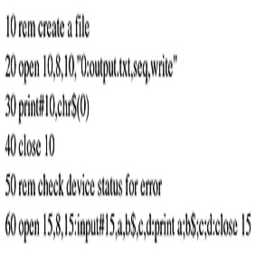 10 rem create a file
20 open 10,8,10,"0:output.txt,seq,write"
30 print#10,chr$(0)
40 close 10
50 rem check device status for error
60 open 15,8,15:input#15,a,b$,c,d:print a;b$;c;d:close 15